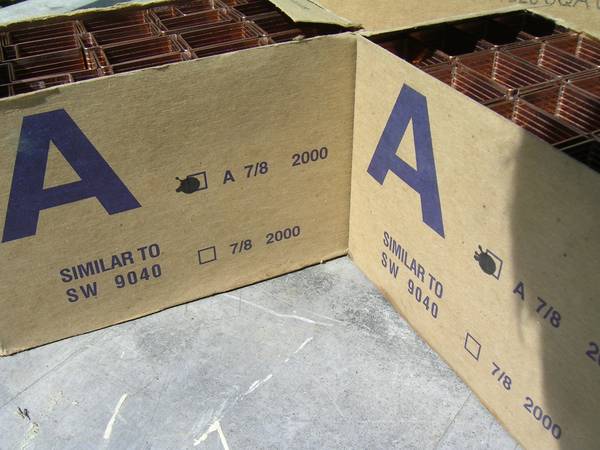 A
A 7/8 2000
SIMILAR TO
SW 9040
7/8 2000
A
SIMILAR TO
SW 9040
A 7/8
7/8 2000